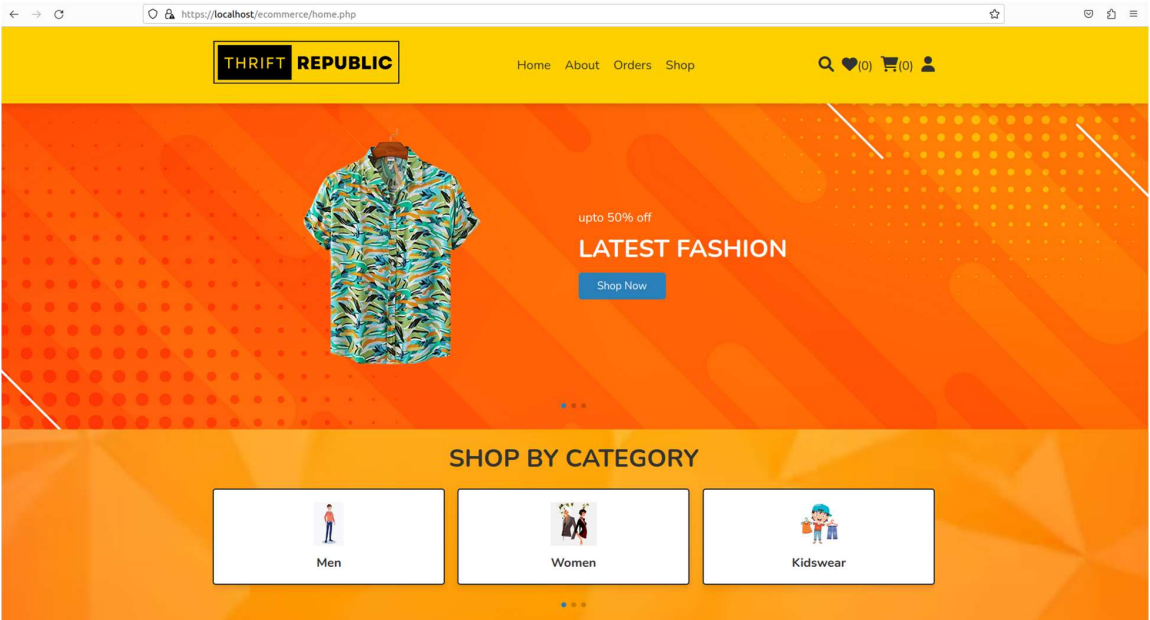 https://localhost/ecommerce/home.php
THRIFT REPUBLIC
Home About Orders Shop
(0) (0)
upto 50% off
LATEST FASHION
Shop Now
SHOP BY CATEGORY
Men Women Kidswear